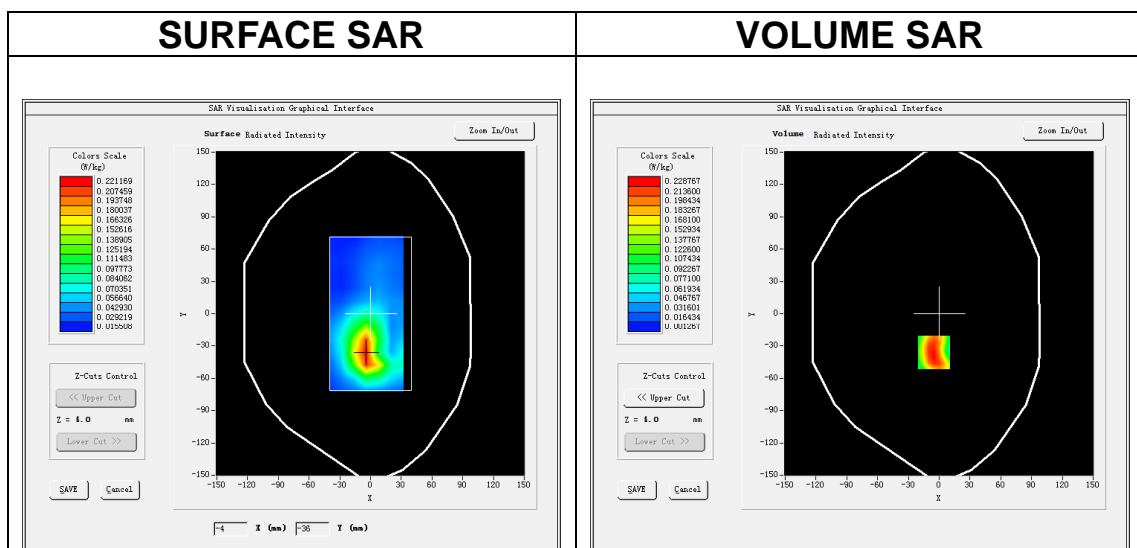 SURFACE SAR
VOLUME SAR
SAR Visualisation Graphical Interface
Surface Radiated Intensity
Zoom In/Out
Colors Scale
(W/kg)
0.221169
0.207459
0.193748
0.180037
0.166326
0.152616
0.138905
0.125194
0.111483
0.097773
0.084062
0.070351
0.056640
0.042930
0.029219
0.015508
Z-Cuts Control
<< Upper Cut
Z = 4.0 mm
Lower Cut >>
SAVE
Cancel
150
120
90
60
30
0
-30
-60
-90
-120
-150
Y
-150 -120 -90 -60 -30 0 30 60 90 120 150
X
-4 X (mm) -36 Y (mm)
SAR Visualisation Graphical Interface
Volume Radiated Intensity
Zoom In/Out
Colors Scale
(W/kg)
0.228767
0.213600
0.198434
0.183267
0.168100
0.152934
0.137767
0.122600
0.107434
0.092267
0.077100
0.061934
0.046767
0.031601
0.016434
0.001267
Z-Cuts Control
<< Upper Cut
Z = 4.0 mm
Lower Cut >>
SAVE
Cancel
150
120
90
60
30
0
-30
-60
-90
-120
-150
Y
-150 -120 -90 -60 -30 0 30 60 90 120 150
X